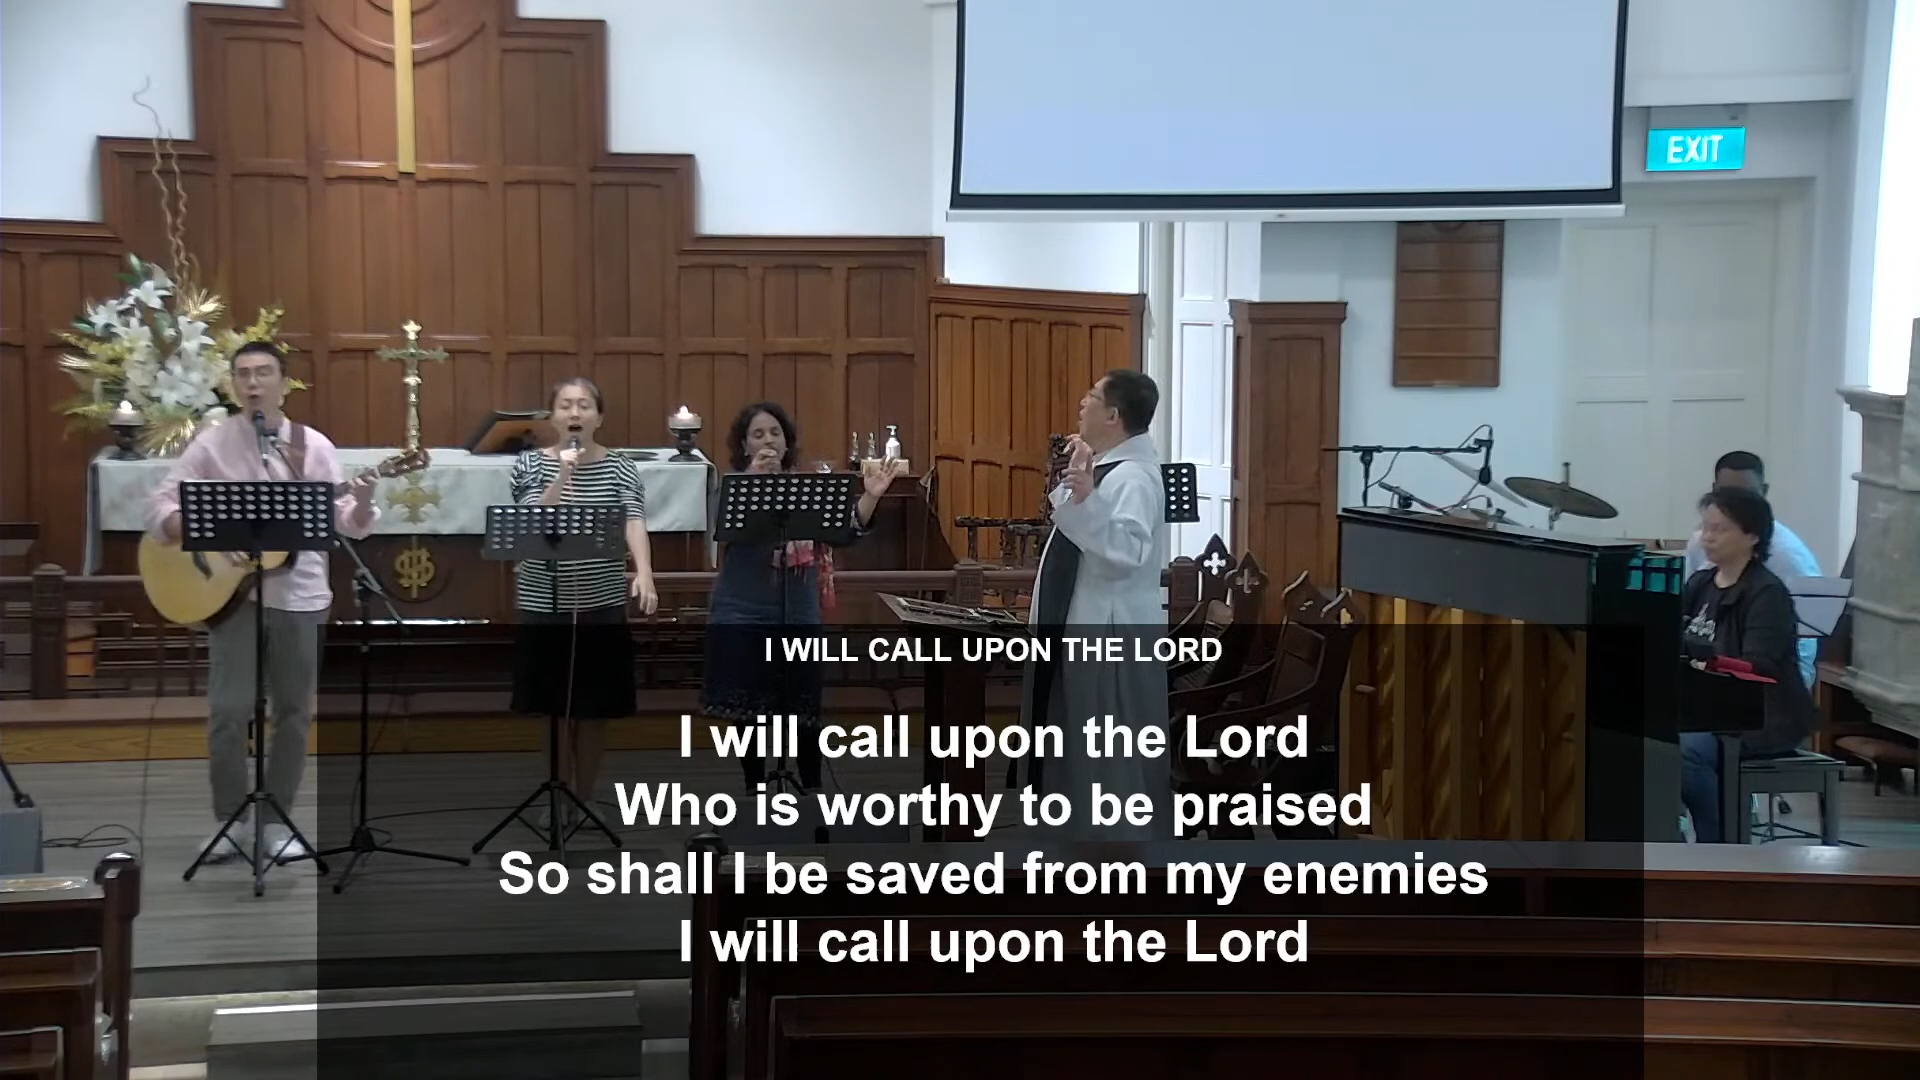 EXIT
I WILL CALL UPON THE LORD
I will call upon the Lord
Who is worthy to be praised
So shall I be saved from my enemies
I will call upon the Lord